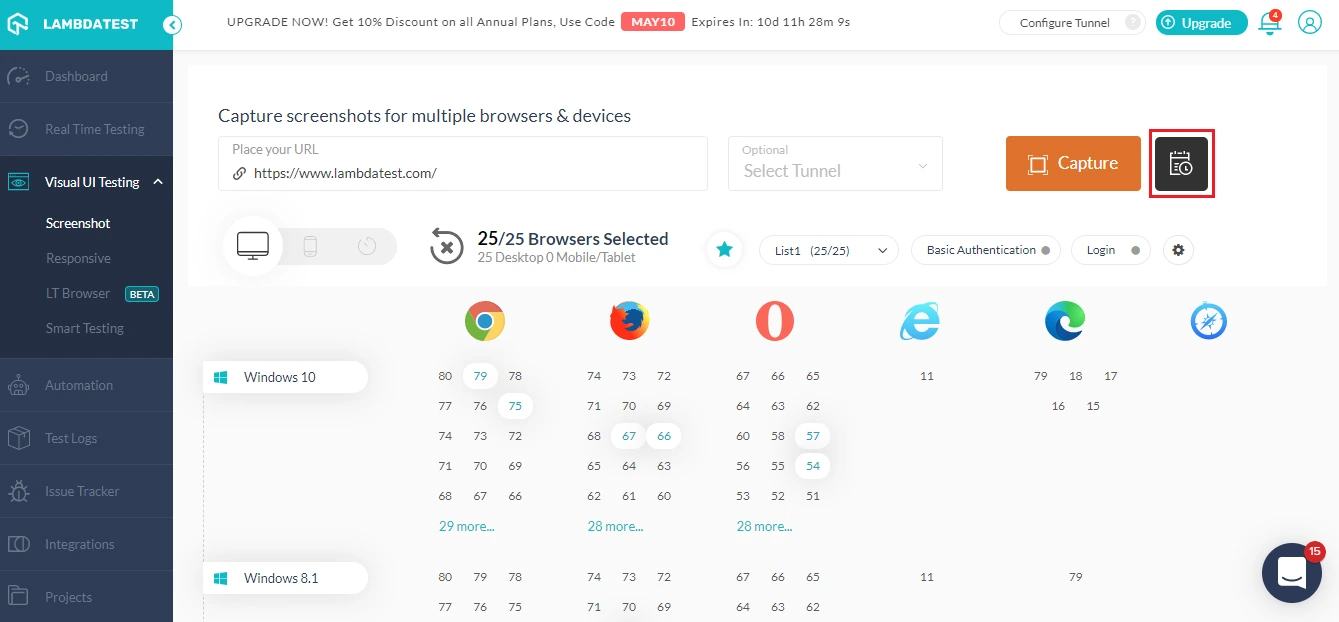 LAMBDATEST
UPGRADE NOW! Get 10% Discount on all Annual Plans, Use Code MAY10 Expires In: 10d 11h 28m 9s
Configure Tunnel ?
Upgrade
4
Dashboard
Real Time Testing
Visual UI Testing
Screenshot
Responsive
LT Browser BETA
Smart Testing
Automation
Test Logs
Issue Tracker
Integrations
Projects
Capture screenshots for multiple browsers & devices
Place your URL
https://www.lambdatest.com/
Optional
Select Tunnel
Capture
25/25 Browsers Selected
25 Desktop 0 Mobile/Tablet
List1 (25/25)
Basic Authentication
Login
Windows 10
80 79 78 74 73 72 67 66 65 11 79 18 17
77 76 75 71 70 69 64 63 62 16 15
74 73 72 68 67 66 60 58 57
71 70 69 65 64 63 56 55 54
68 67 66 62 61 60 53 52 51
29 more... 28 more... 28 more...
Windows 8.1
80 79 78 74 73 72 67 66 65 11 79
77 76 75 71 70 69 64 63 62
15